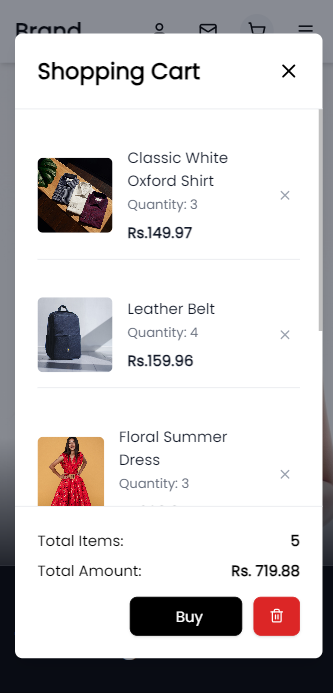 Brand
Shopping Cart
Classic White
Oxford Shirt
Quantity: 3
Rs.149.97
Leather Belt
Quantity: 4
Rs.159.96
Floral Summer
Dress
Quantity: 3
Total Items: 5
Total Amount: Rs. 719.88
Buy